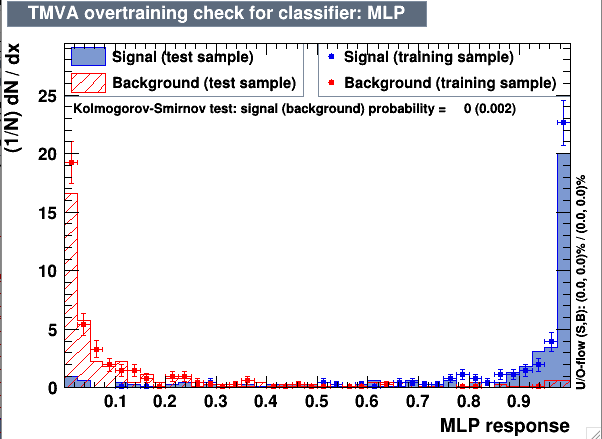 TMVA overtraining check for classifier: MLP
(1/N) dN / dx
Signal (test sample)
Signal (training sample)
Background (test sample)
Background (training sample)
Kolmogorov-Smirnov test: signal (background) probability = 0 (0.002)
25
20
15
10
5
0
0.1 0.2 0.3 0.4 0.5 0.6 0.7 0.8 0.9
MLP response
U/O-flow (S,B): (0.0, 0.0)% / (0.0, 0.0)%